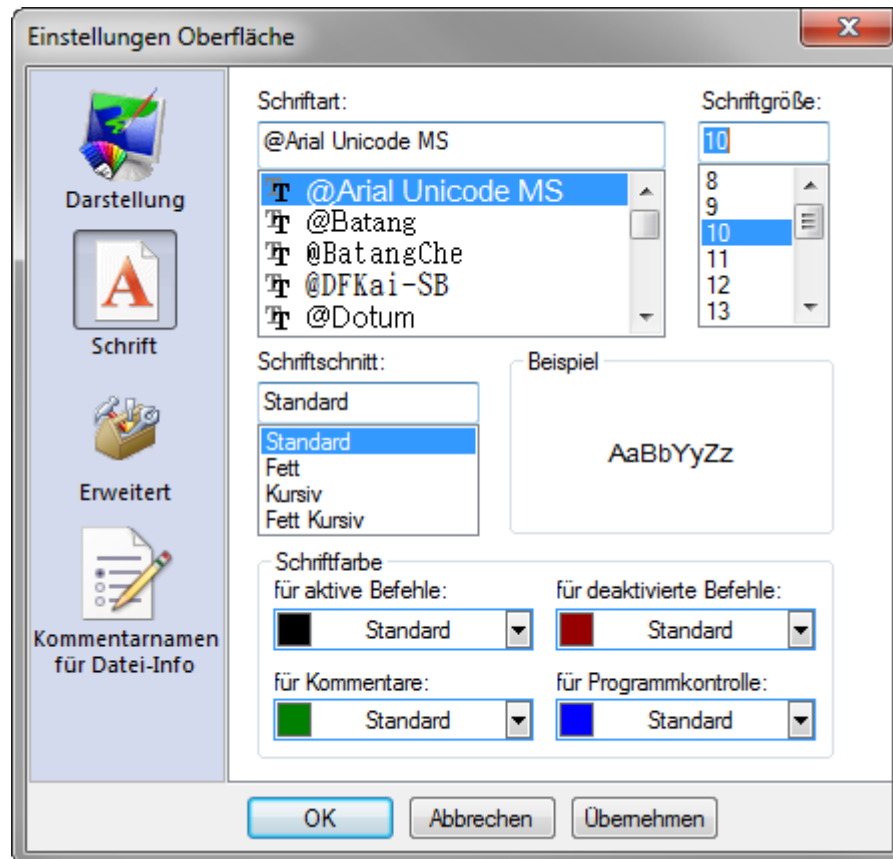 Einstellungen Oberfläche
Darstellung
Schrift
Erweitert
Kommentarnamen
für Datei-Info
Schriftart:
@Arial Unicode MS
@Arial Unicode MS
@Batang
@BatangChe
@DFKai-SB
@Dotum
Schriftgröße:
10
8
9
10
11
12
13
Schriftschnitt:
Standard
Standard
Fett
Kursiv
Fett Kursiv
Beispiel
AaBbYyZz
Schriftfarbe
für aktive Befehle:
Standard
für deaktivierte Befehle:
Standard
für Kommentare:
Standard
für Programmkontrolle:
Standard
OK
Abbrechen
Übernehmen